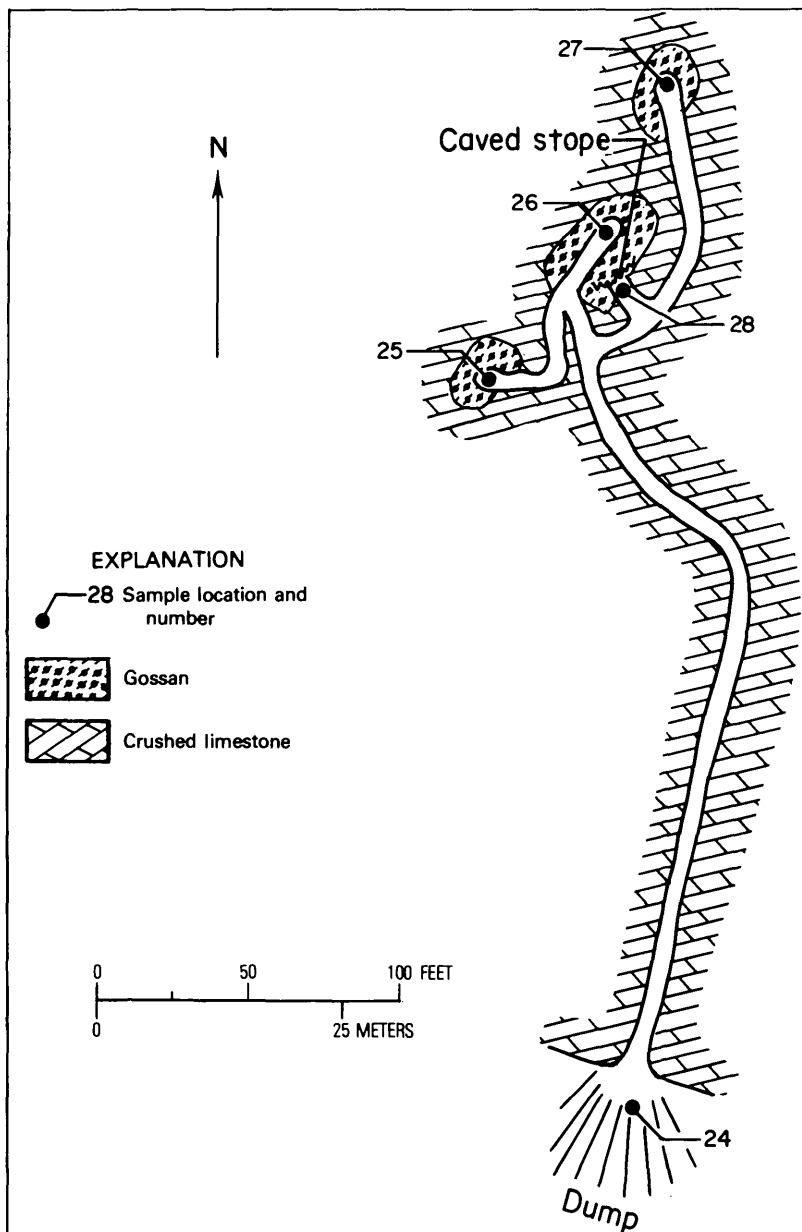 27
N
Caved stope
26
28
25
EXPLANATION
28 Sample location and
number
Gossan
Crushed limestone
0 50 100 FEET
0 25 METERS
24
Dump